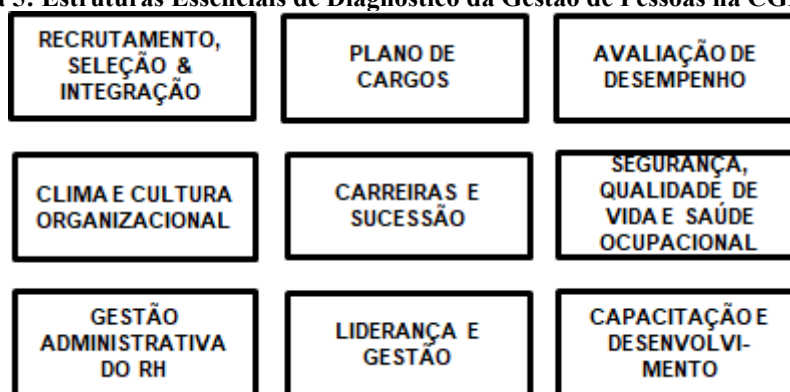 5: Estruturas Essenciais de Diagnóstico da Gestão de Pessoas na
RECRUTAMENTO,
SELEÇÃO &
INTEGRAÇÃO
PLANO DE
CARGOS
AVALIAÇÃO DE
DESEMPENHO
CLIMA E CULTURA
ORGANIZACIONAL
CARREIRAS E
SUCESSÃO
SEGURANÇA,
QUALIDADE DE
VIDA E SAÚDE
OCUPACIONAL
GESTÃO
ADMINISTRATIVA
DO RH
LIDERANÇA E
GESTÃO
CAPACITAÇÃO E
DESENVOLVI-
MENTO